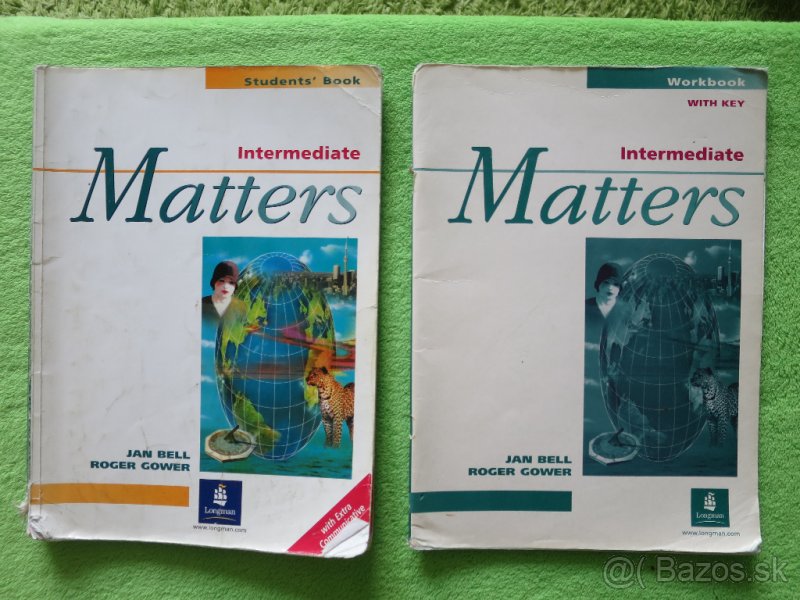 Students' Book
Intermediate
Matters
JAN BELL
ROGER GOWER
Longman
www.longman.com
with Extra
Communicative
Workbook
WITH KEY
Intermediate
Matters
JAN BELL
ROGER GOWER
Longman
www.longman.com
@( Bazos.sk